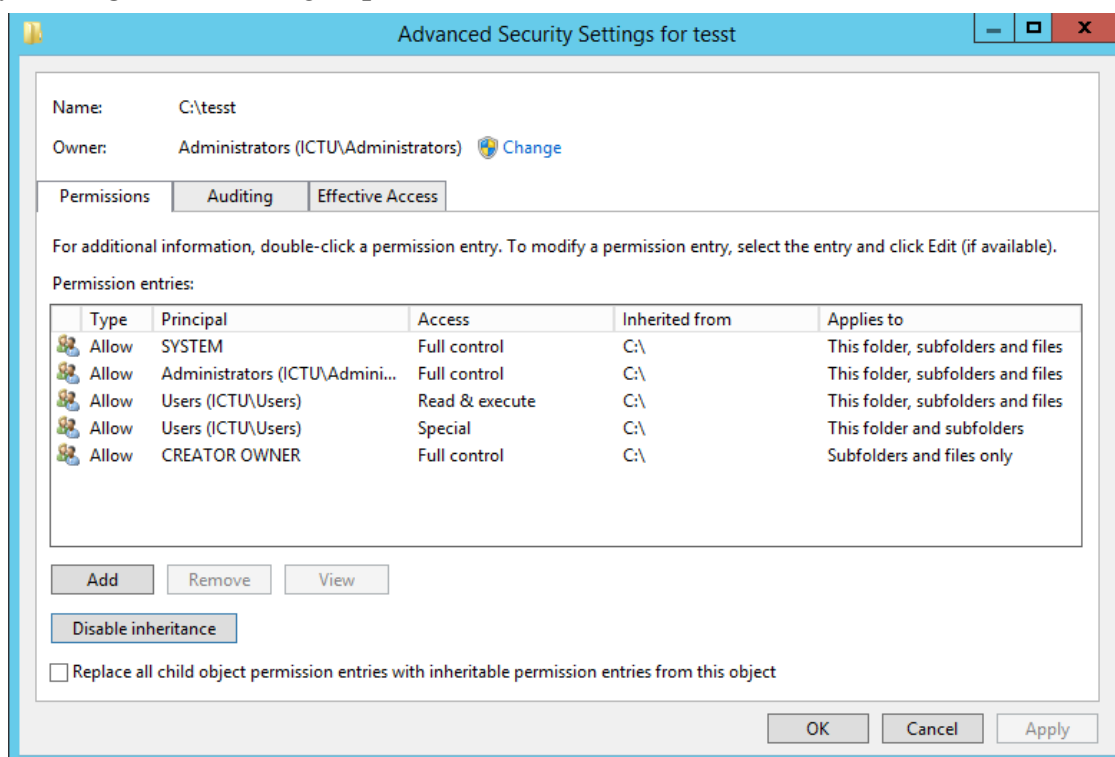 Advanced Security Settings for tesst
Name: C:\tesst
Owner: Administrators (ICTU\Administrators) Change
Permissions Auditing Effective Access
For additional information, double-click a permission entry. To modify a permission entry, select the entry and click Edit (if available).
Permission entries:
Type Principal Access Inherited from Applies to
Allow SYSTEM Full control C:\ This folder, subfolders and files
Allow Administrators (ICTU\Admini... Full control C:\ This folder, subfolders and files
Allow Users (ICTU\Users) Read & execute C:\ This folder, subfolders and files
Allow Users (ICTU\Users) Special C:\ This folder and subfolders
Allow CREATOR OWNER Full control C:\ Subfolders and files only
Add Remove View
Disable inheritance
Replace all child object permission entries with inheritable permission entries from this object
OK Cancel Apply